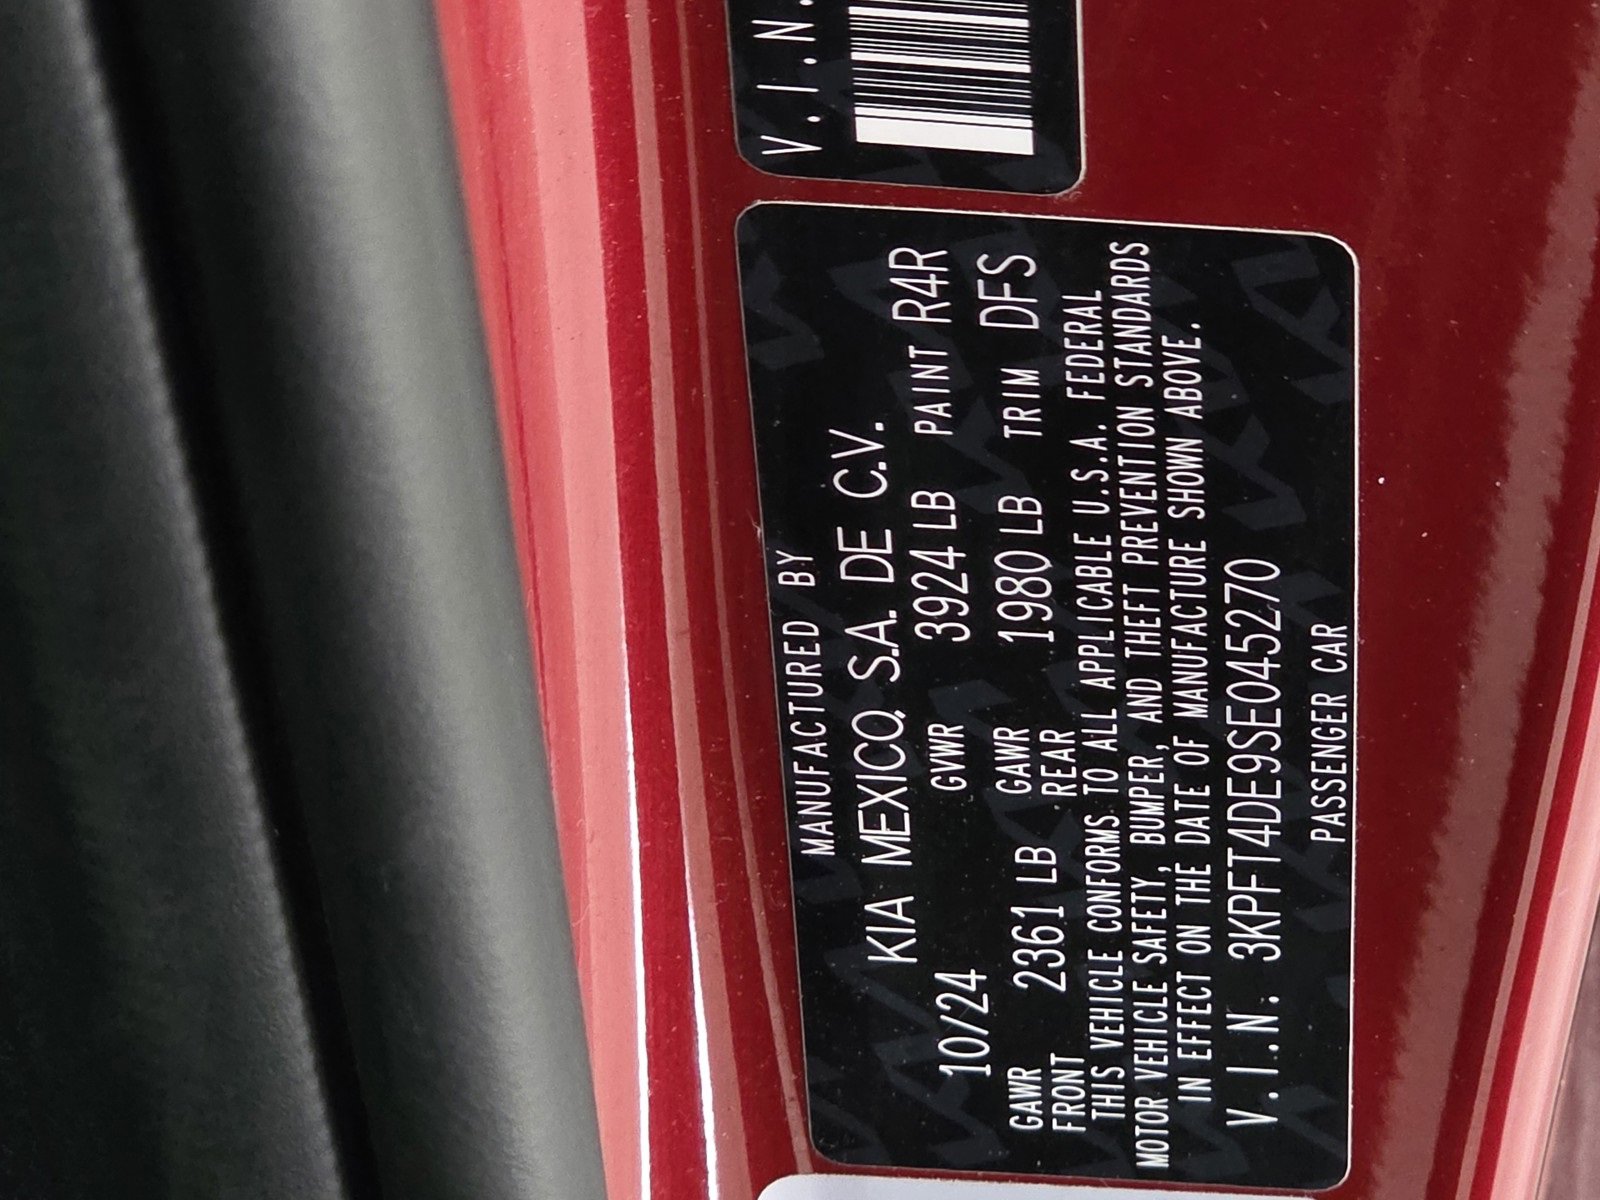 V.I.N.
MANUFACTURED BY
KIA MEXICO, S.A. DE C.V.
10/24 GVWR 3924 LB PAINT R4R
GAWR FRONT 2361 LB GAWR REAR 1980 LB TRIM DFS
THIS VEHICLE CONFORMS TO ALL APPLICABLE U.S.A. FEDERAL
MOTOR VEHICLE SAFETY, BUMPER, AND THEFT PREVENTION STANDARDS
IN EFFECT ON THE DATE OF MANUFACTURE SHOWN ABOVE.
V.I.N: 3KPFT4DE9SE045270
PASSENGER CAR